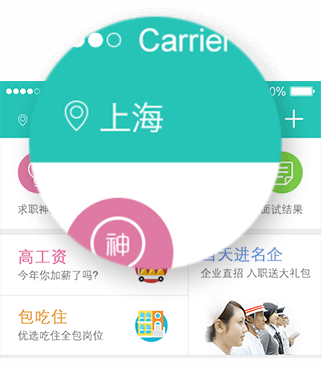 Carrier
0%
上海
神
求职神
面试结果
高工资
今年你加薪了吗?
当天进名企
企业直招 入职送大礼包
包吃住
优选吃住全包岗位